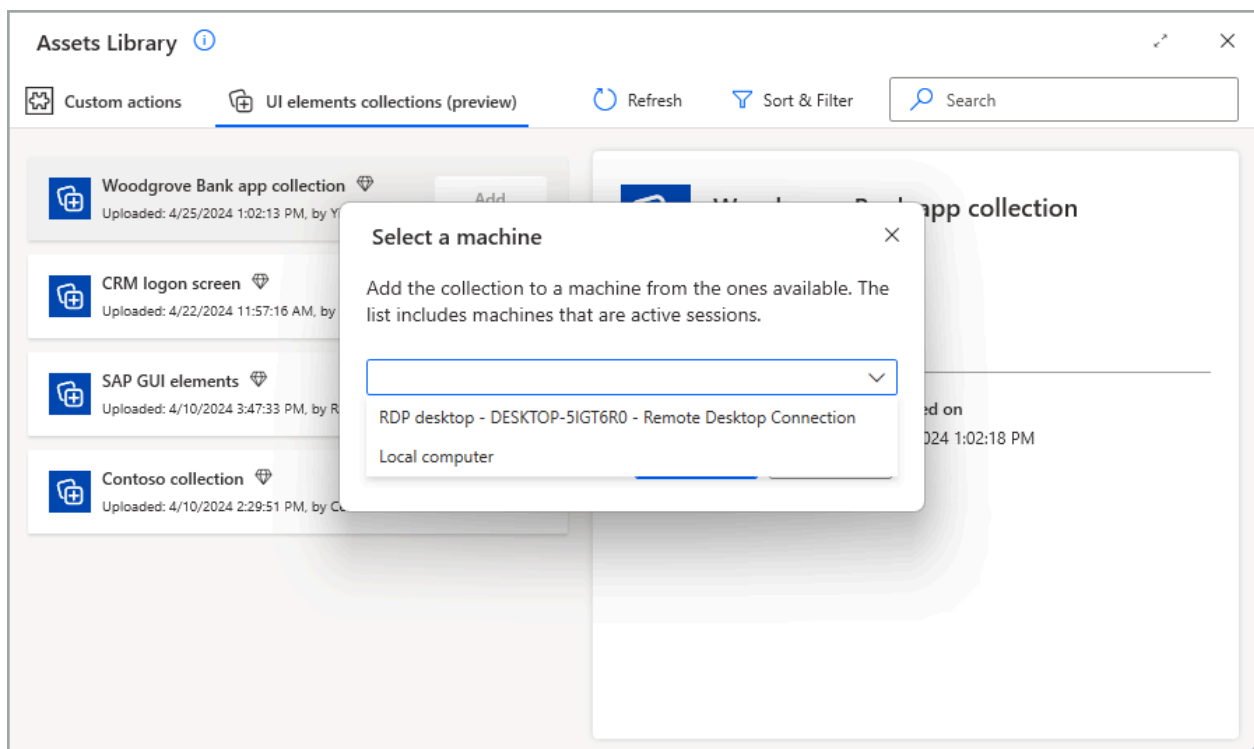 Assets Library
Custom actions
UI elements collections (preview)
Refresh
Sort & Filter
Search
Woodgrove Bank app collection
Uploaded: 4/25/2024 1:02:13 PM, by
Add
CRM logon screen
Uploaded: 4/22/2024 11:57:16 AM, by
SAP GUI elements
Uploaded: 4/10/2024 3:47:33 PM, by
Contoso collection
Uploaded: 4/10/2024 2:29:51 PM, by
app collection
on
1:02:18 PM
Select a machine
Add the collection to a machine from the ones available. The
list includes machines that are active sessions.
RDP desktop - DESKTOP-5IGT6R0 - Remote Desktop Connection
Local computer